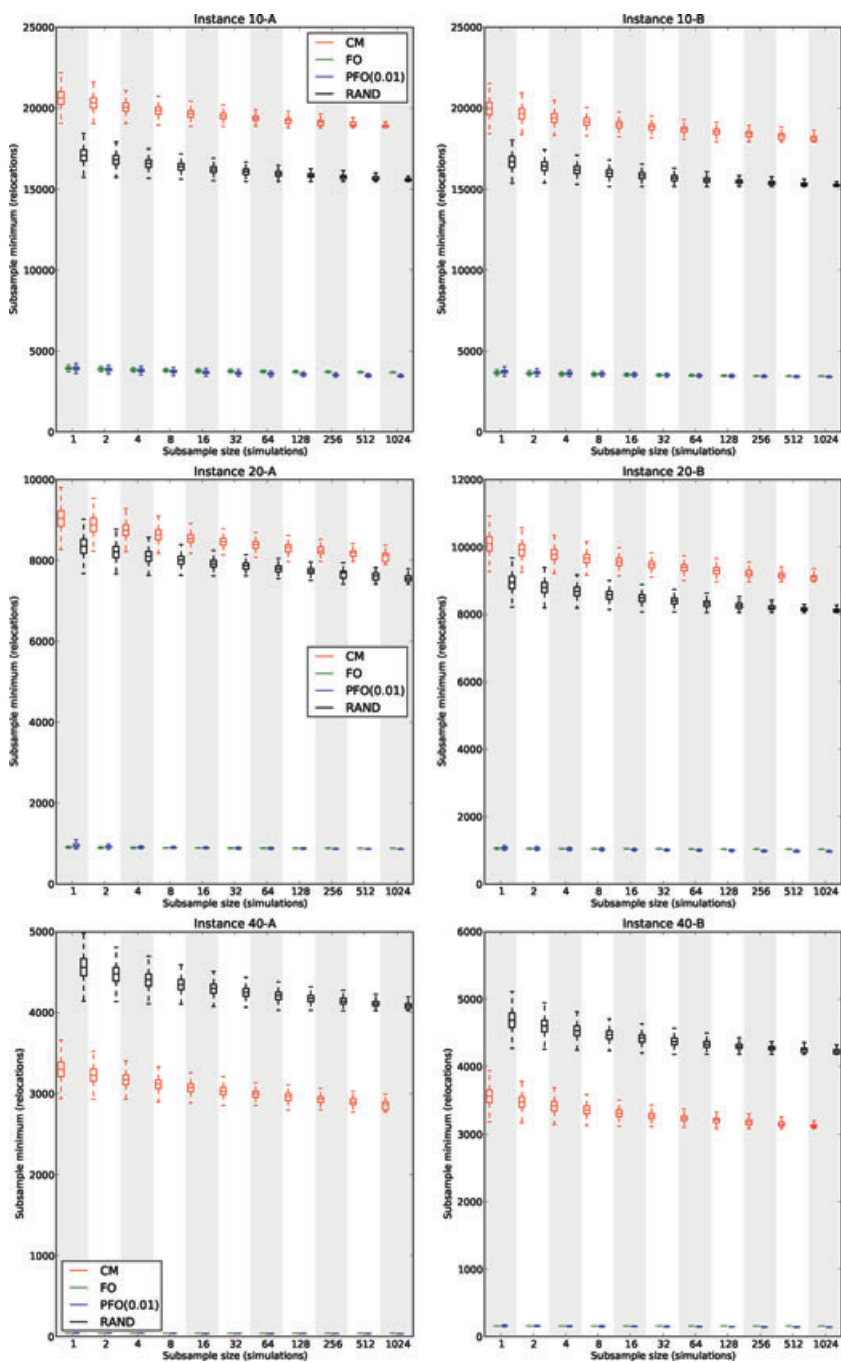 Instance 10-A
Subsample minimum (relocations)
25000
20000
15000
10000
5000
0
CM
FO
PFO(0.01)
RAND
1 2 4 8 16 32 64 128 256 512 1024
Subsample size (simulations)
Instance 10-B
Subsample minimum (relocations)
25000
20000
15000
10000
5000
0
1 2 4 8 16 32 64 128 256 512 1024
Subsample size (simulations)
Instance 20-A
Subsample minimum (relocations)
10000
8000
6000
4000
2000
0
CM
FO
PFO(0.01)
RAND
1 2 4 8 16 32 64 128 256 512 1024
Subsample size (simulations)
Instance 20-B
Subsample minimum (relocations)
12000
10000
8000
6000
4000
2000
0
1 2 4 8 16 32 64 128 256 512 1024
Subsample size (simulations)
Instance 40-A
Subsample minimum (relocations)
5000
4000
3000
2000
1000
0
CM
FO
PFO(0.01)
RAND
1 2 4 8 16 32 64 128 256 512 1024
Subsample size (simulations)
Instance 40-B
Subsample minimum (relocations)
6000
5000
4000
3000
2000
1000
0
1 2 4 8 16 32 64 128 256 512 1024
Subsample size (simulations)